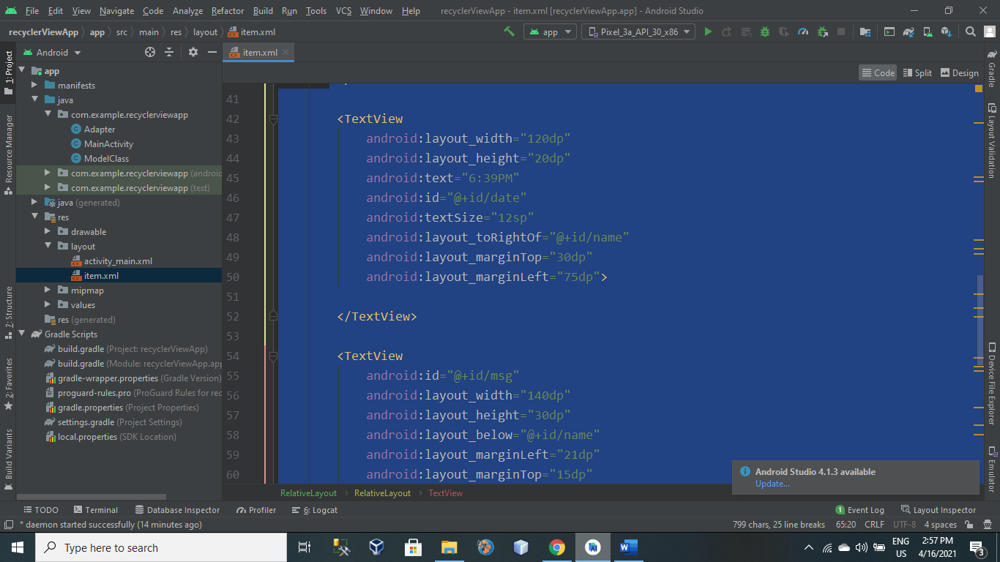 File Edit View Navigate Code Analyze Refactor Build Run Tools VCS Window Help recyclerViewApp - item.xml [recyclerViewApp.app] - Android Studio
recyclerViewApp app src main res layout item.xml app Pixel_3a_API_30_x86
Android item.xml
Code Split Design
1: Project
Resource Manager
7: Structure
2: Favorites
Build Variants
app
manifests
java
com.example.recyclerviewapp
Adapter
MainActivity
ModelClass
com.example.recyclerviewapp (androic
com.example.recyclerviewapp (test)
java (generated)
res
drawable
layout
activity_main.xml
item.xml
mipmap
values
res (generated)
Gradle Scripts
build.gradle (Project: recyclerViewApp)
build.gradle (Module: recyclerViewApp.app
gradle-wrapper.properties (Gradle Version)
proguard-rules.pro (ProGuard Rules for rec
gradle.properties (Project Properties)
settings.gradle (Project Settings)
local.properties (SDK Location)
41
42 <TextView
43 android:layout_width="120dp"
44 android:layout_height="20dp"
45 android:text="6:39PM"
46 android:id="@+id/date"
47 android:textSize="12sp"
48 android:layout_toRightOf="@+id/name"
49 android:layout_marginTop="30dp"
50 android:layout_marginLeft="75dp">
51
52 </TextView>
53
54 <TextView
55 android:id="@+id/msg"
56 android:layout_width="140dp"
57 android:layout_height="30dp"
58 android:layout_below="@+id/name"
59 android:layout_marginLeft="21dp"
60 android:layout_marginTop="15dp"
Gradle
Layout Validation
Device File Explorer
Emulator
Android Studio 4.1.3 available
Update...
RelativeLayout RelativeLayout TextView
TODO Terminal Database Inspector Profiler 6: Logcat 1 Event Log Layout Inspector
* daemon started successfully (14 minutes ago) 799 chars, 25 line breaks 65:20 CRLF UTF-8 4 spaces
Type here to search
ENG
US
2:57 PM
4/16/2021
3